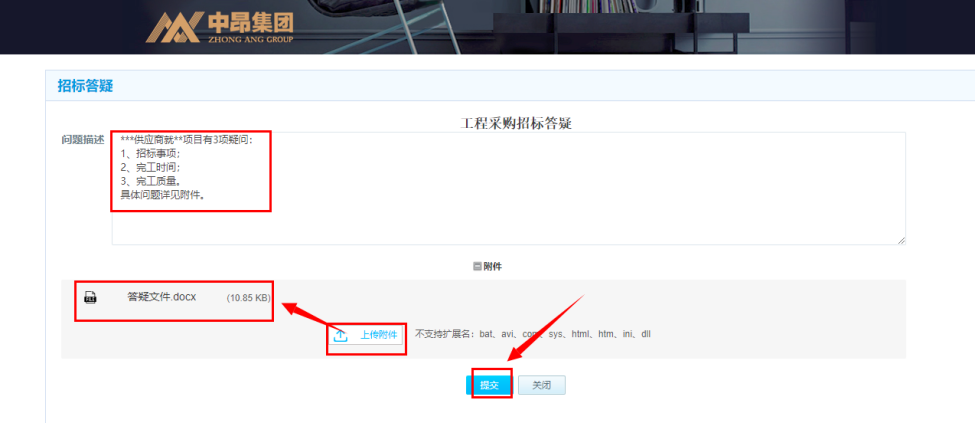 中昂集团
ZHONG ANG GROUP
招标答疑
工程采购招标答疑
问题描述
***供应商就**项目有3项疑问：
1、招标事项；
2、完工时间；
3、完工质量。
具体问题详见附件。
附件
答疑文件.docx (10.85 KB)
上传附件 不支持扩展名：bat、avi、com、sys、html、htm、ini、dll
提交 关闭